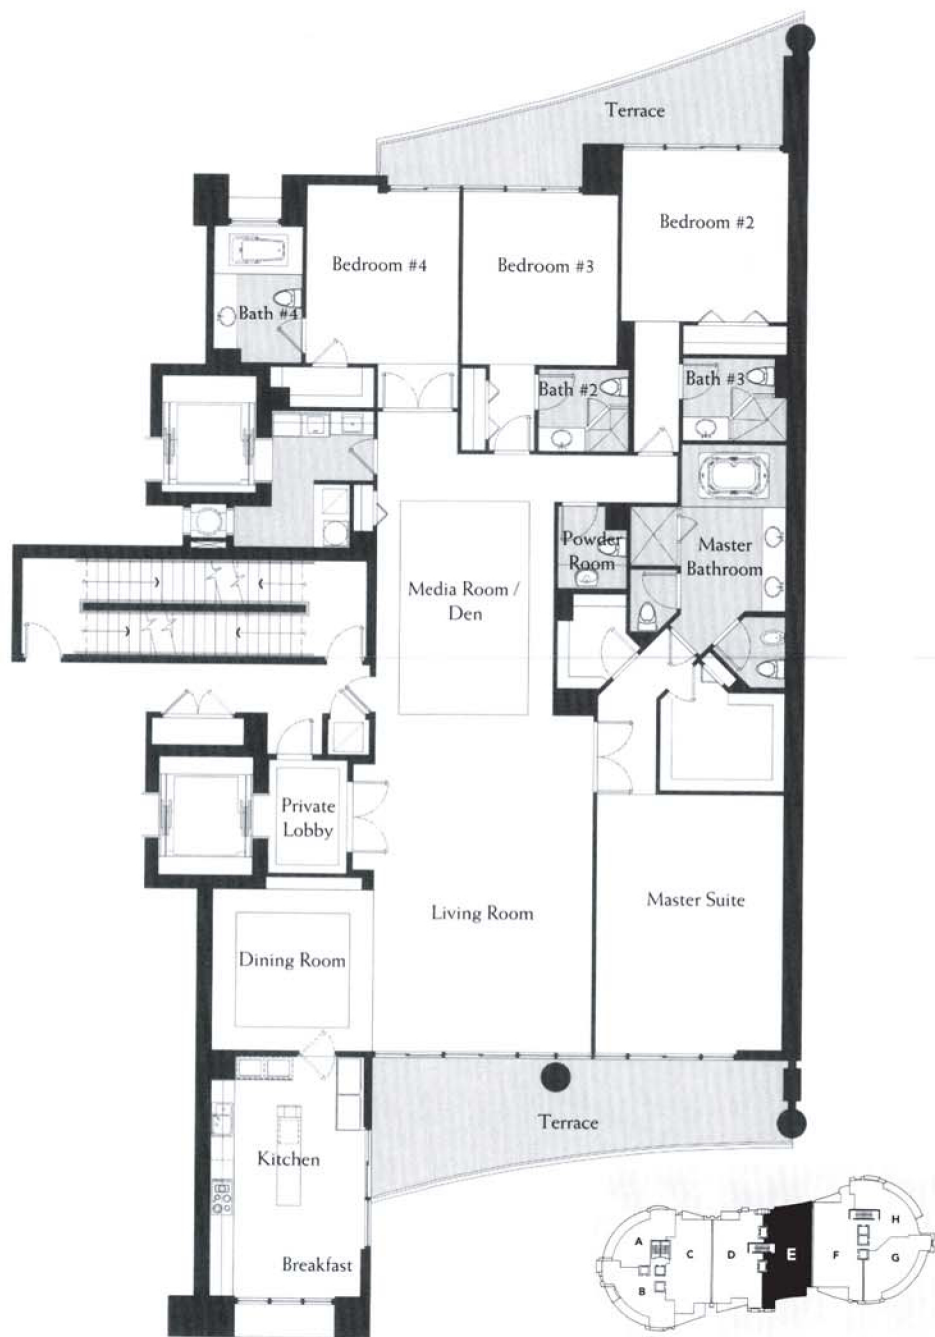 Terrace
Bedroom #2
Bedroom #4
Bedroom #3
Bath #4
Bath #2
Bath #3
Powder
Room
Master
Bathroom
Media Room /
Den
Private
Lobby
Living Room
Master Suite
Dining Room
Terrace
Kitchen
Breakfast
A
B
C
D
E
F
H
G